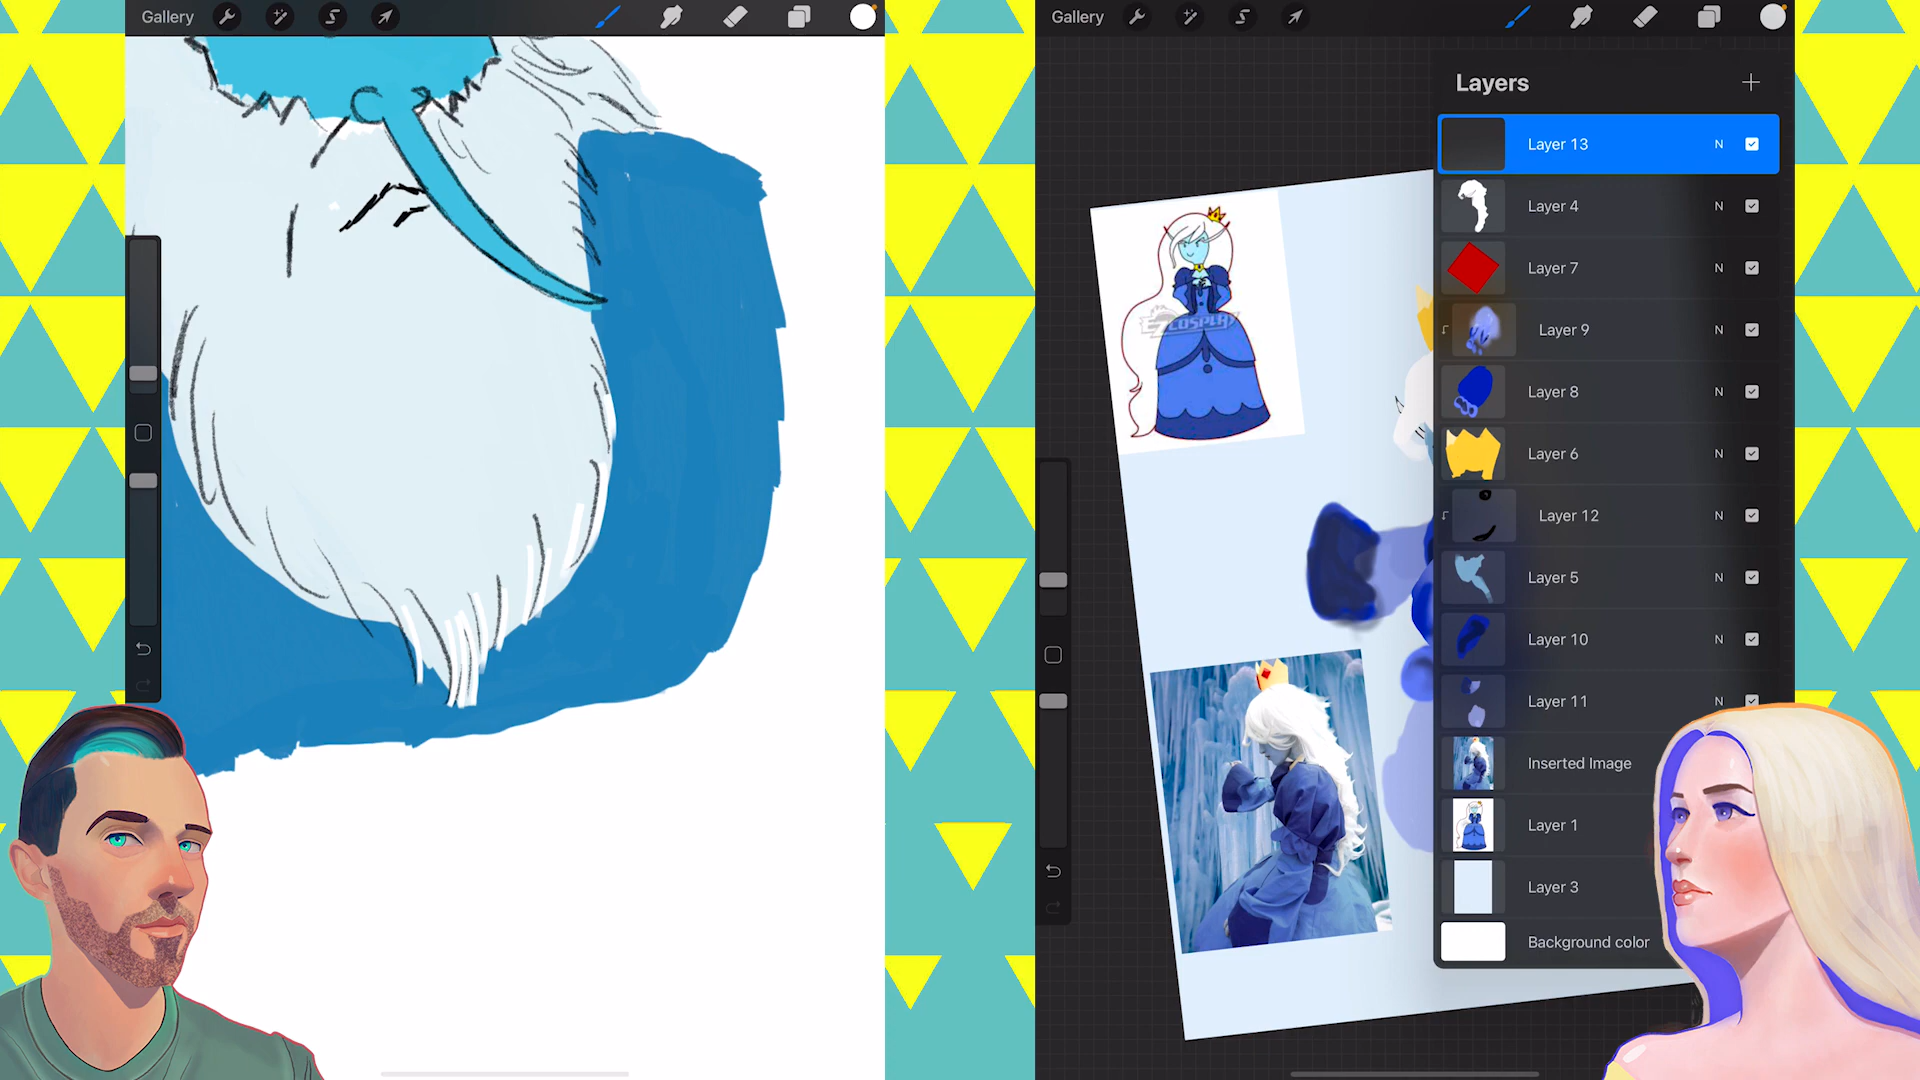 Gallery
Gallery
Layers
Layer 13 N
Layer 4 N
Layer 7 N
Layer 9 N
Layer 8 N
Layer 6 N
Layer 12 N
Layer 5 N
Layer 10 N
Layer 11 N
Inserted Image
Layer 1
Layer 3
Background color
EZCOSPLAY